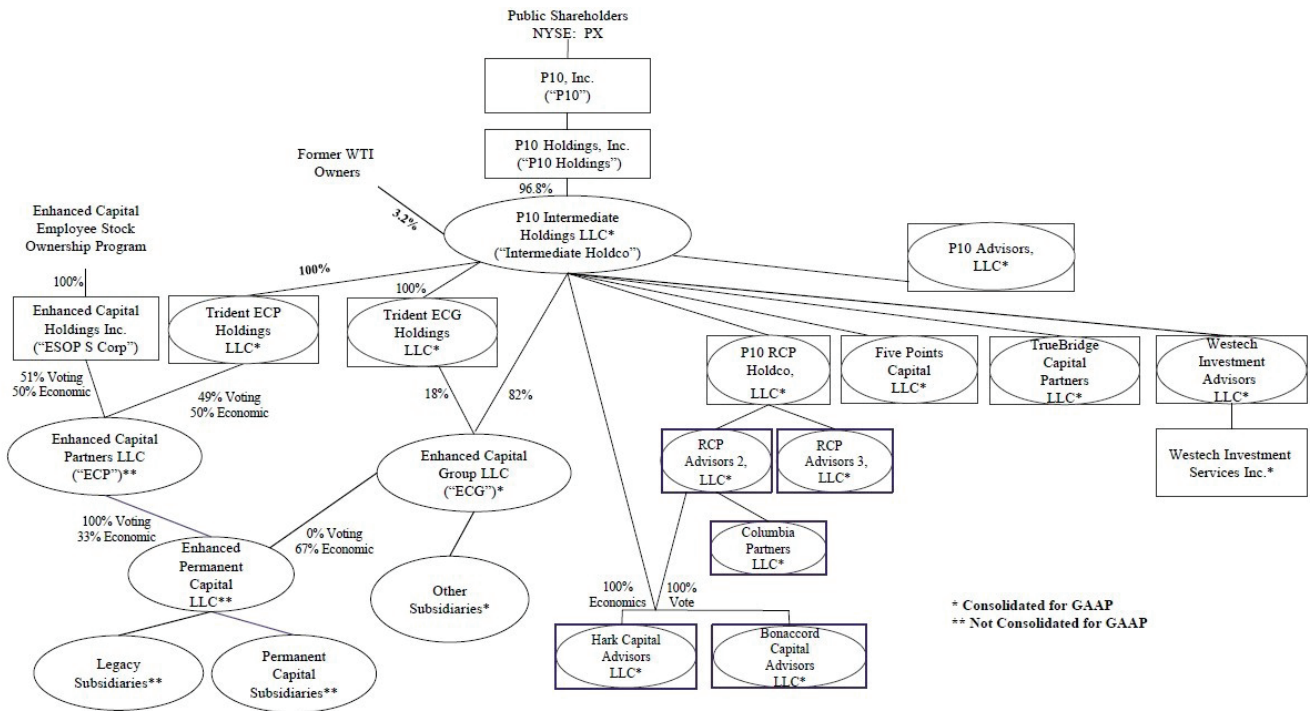 Public Shareholders
NYSE: PX
P10, Inc.
(“P10”)
P10 Holdings, Inc.
(“P10 Holdings”)
96.8%
Former WTI
Owners
3.2%
P10 Intermediate
Holdings LLC*
(“Intermediate Holdco”)
P10 Advisors,
LLC*
Enhanced Capital
Employee Stock
Ownership Program
100%
100%
100%
Enhanced Capital
Holdings Inc.
(“ESOP S Corp”)
Trident ECP
Holdings
LLC*
Trident ECG
Holdings
LLC*
P10 RCP
Holdco,
LLC*
Five Points
Capital
LLC*
TrueBridge
Capital
Partners
LLC*
Westech
Investment
Advisors
LLC*
51% Voting
50% Economic
49% Voting
50% Economic
18%
82%
Enhanced Capital
Partners LLC
(“ECP”)**
Enhanced Capital
Group LLC
(“ECG”)*
RCP
Advisors 2,
LLC*
RCP
Advisors 3,
LLC*
Westech Investment
Services Inc.*
100% Voting
33% Economic
0% Voting
67% Economic
Columbia
Partners
LLC*
Enhanced
Permanent
Capital
LLC**
Other
Subsidiaries*
100%
Economics
100%
Vote
Legacy
Subsidiaries**
Permanent
Capital
Subsidiaries**
Hark Capital
Advisors
LLC*
Bonaccord
Capital
Advisors
LLC*
* Consolidated for GAAP
** Not Consolidated for GAAP